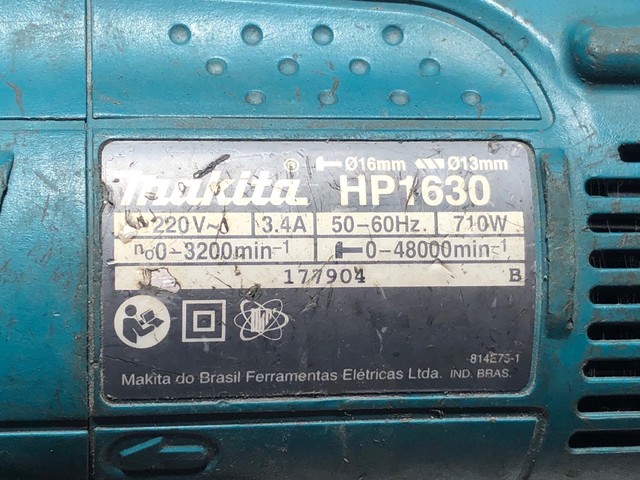 Ø16mm Ø13mm
makita® HP1630
220V~ 3.4A 50-60Hz. 710W
n₀0-3200min⁻¹ 0-48000min⁻¹
177904 B
814E75-1
Makita do Brasil Ferramentas Elétricas Ltda. IND. BRAS.